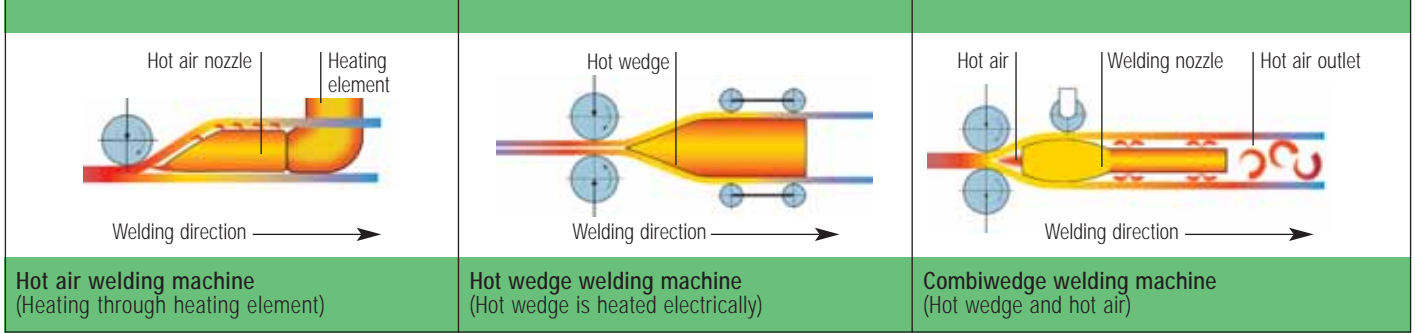 Hot air nozzle
Heating
element
Welding direction
Hot air welding machine
(Heating through heating element)
Hot wedge
Welding direction
Hot wedge welding machine
(Hot wedge is heated electrically)
Hot air
Welding nozzle
Hot air outlet
Welding direction
Combiwedge welding machine
(Hot wedge and hot air)